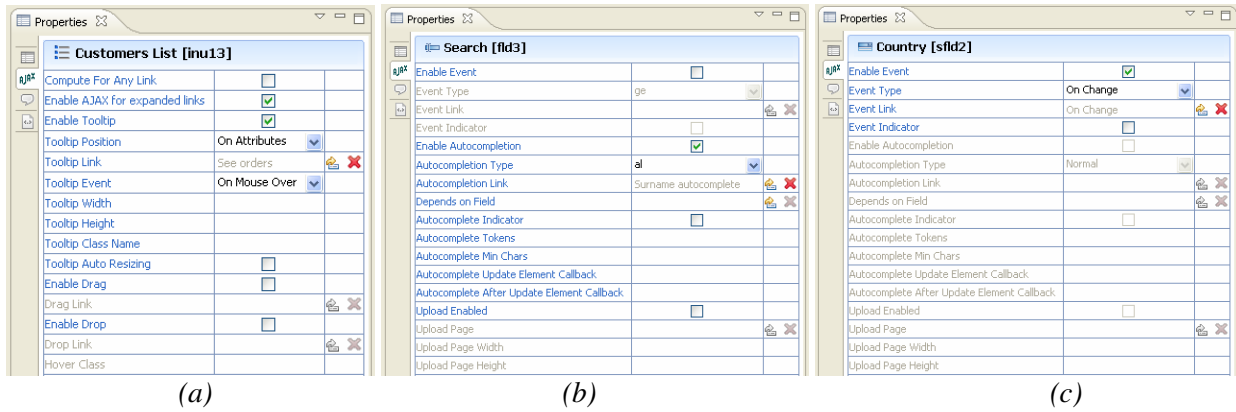 Properties
Customers List [inu13]
AJAX
Compute For Any Link
Enable AJAX for expanded links
Enable Tooltip
Tooltip Position On Attributes
Tooltip Link See orders
Tooltip Event On Mouse Over
Tooltip Width
Tooltip Height
Tooltip Class Name
Tooltip Auto Resizing
Enable Drag
Drag Link
Enable Drop
Drop Link
Hover Class
(a)
Properties
Search [fld3]
AJAX
Enable Event
Event Type ge
Event Link
Event Indicator
Enable Autocompletion
Autocompletion Type al
Autocompletion Link Surname autocomplete
Depends on Field
Autocomplete Indicator
Autocomplete Tokens
Autocomplete Min Chars
Autocomplete Update Element Callback
Autocomplete After Update Element Callback
Upload Enabled
Upload Page
Upload Page Width
Upload Page Height
(b)
Properties
Country [sfld2]
AJAX
Enable Event
Event Type On Change
Event Link On Change
Event Indicator
Enable Autocompletion
Autocompletion Type Normal
Autocompletion Link
Depends on Field
Autocomplete Indicator
Autocomplete Tokens
Autocomplete Min Chars
Autocomplete Update Element Callback
Autocomplete After Update Element Callback
Upload Enabled
Upload Page
Upload Page Width
Upload Page Height
(c)